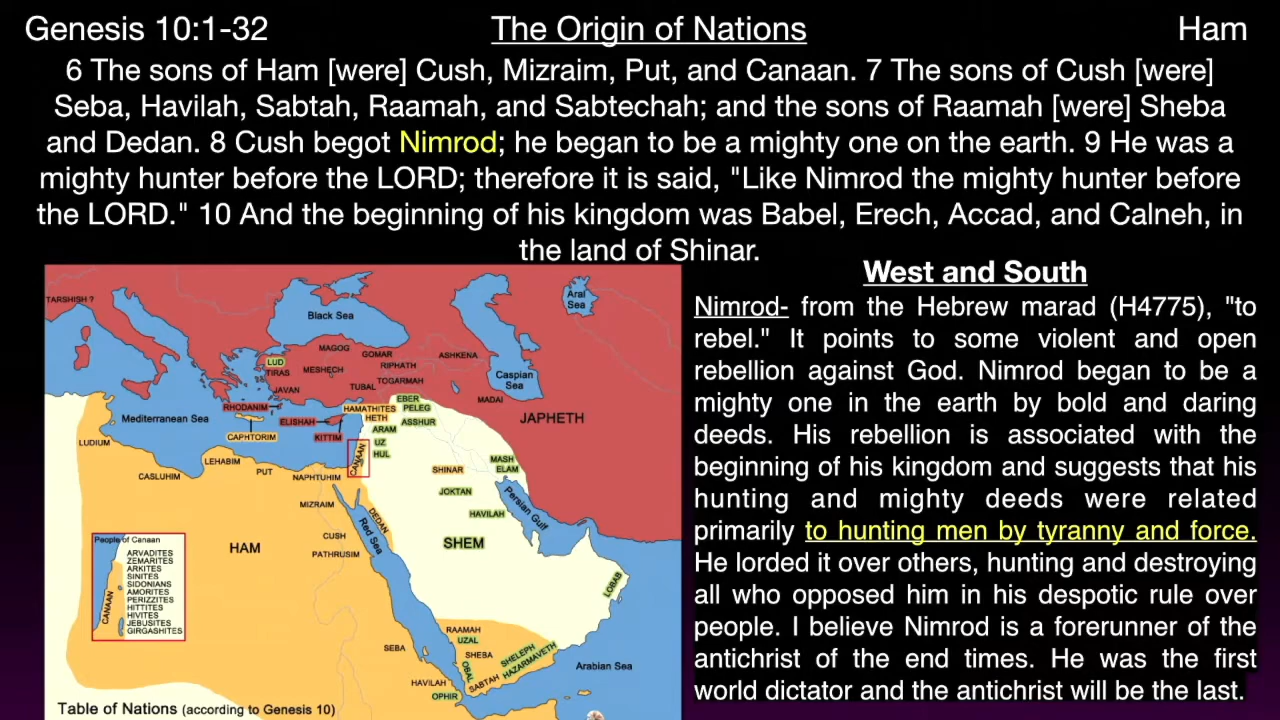 Genesis 10:1-32
The Origin of Nations
Ham
6 The sons of Ham [were] Cush, Mizraim, Put, and Canaan. 7 The sons of Cush [were]
Seba, Havilah, Sabtah, Raamah, and Sabtechah; and the sons of Raamah [were] Sheba
and Dedan. 8 Cush begot Nimrod; he began to be a mighty one on the earth. 9 He was a
mighty hunter before the LORD; therefore it is said, "Like Nimrod the mighty hunter before
the LORD." 10 And the beginning of his kingdom was Babel, Erech, Accad, and Calneh, in
the land of Shinar.
TARSHISH ?
Black Sea
Aral
Sea
Caspian
Sea
MAGOG
GOMAR
ASHKENA
LUD
TIRAS
MESHECH
RIPHATH
JAVAN
TUBAL
TOGARMAH
MADAI
JAPHETH
RHODANIM
HAMATHITES
EBER
PELEG
Mediterranean Sea
ELISHAH
HETH
ASSHUR
CAPHTORIM
KITTIM
ARAM
LUDIUM
UZ
HUL
CANAAN
LEHABIM
PUT
CASLUHIM
NAPHTUHIM
SHINAR
MASH
ELAM
JOKTAN
Persian Gulf
MIZRAIM
DEDAN
HAVILAH
Red Sea
CUSH
HAM
PATHRUSIM
SHEM
People of Canaan
ARVADITES
ZEMARITES
ARKITES
SINITES
SIDONIANS
AMORITES
PERIZZITES
HITTITES
HIVITES
JEBUSITES
GIRGASHITES
CANAAN
LOBAB
RAAMAH
UZAL
SEBA
SHEBA
SHELEPH
HAZARMAVETH
OBAL
SABTAH
HAVILAH
OPHIR
Arabian Sea
Table of Nations (according to Genesis 10)
West and South
Nimrod- from the Hebrew marad (H4775), "to
rebel." It points to some violent and open
rebellion against God. Nimrod began to be a
mighty one in the earth by bold and daring
deeds. His rebellion is associated with the
beginning of his kingdom and suggests that his
hunting and mighty deeds were related
primarily to hunting men by tyranny and force.
He lorded it over others, hunting and destroying
all who opposed him in his despotic rule over
people. I believe Nimrod is a forerunner of the
antichrist of the end times. He was the first
world dictator and the antichrist will be the last.